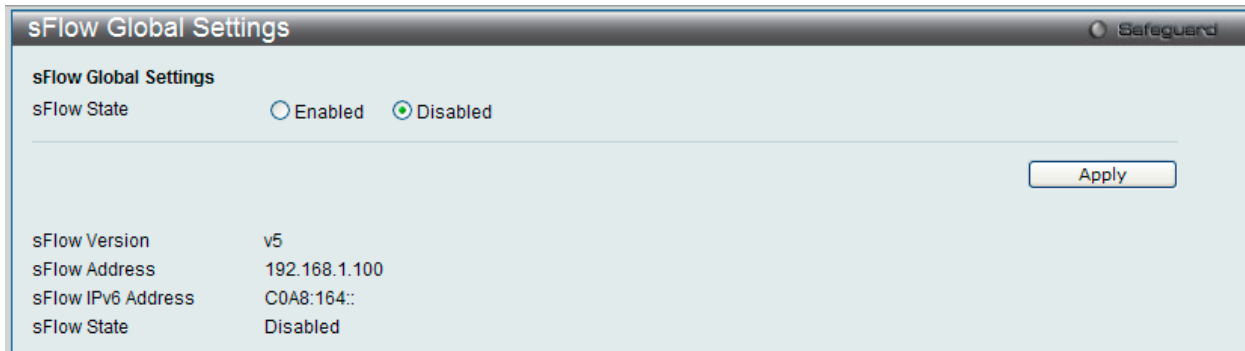 sFlow Global Settings
Safeguard
sFlow Global Settings
sFlow State Enabled Disabled
Apply
sFlow Version v5
sFlow Address 192.168.1.100
sFlow IPv6 Address C0A8:164::
sFlow State Disabled